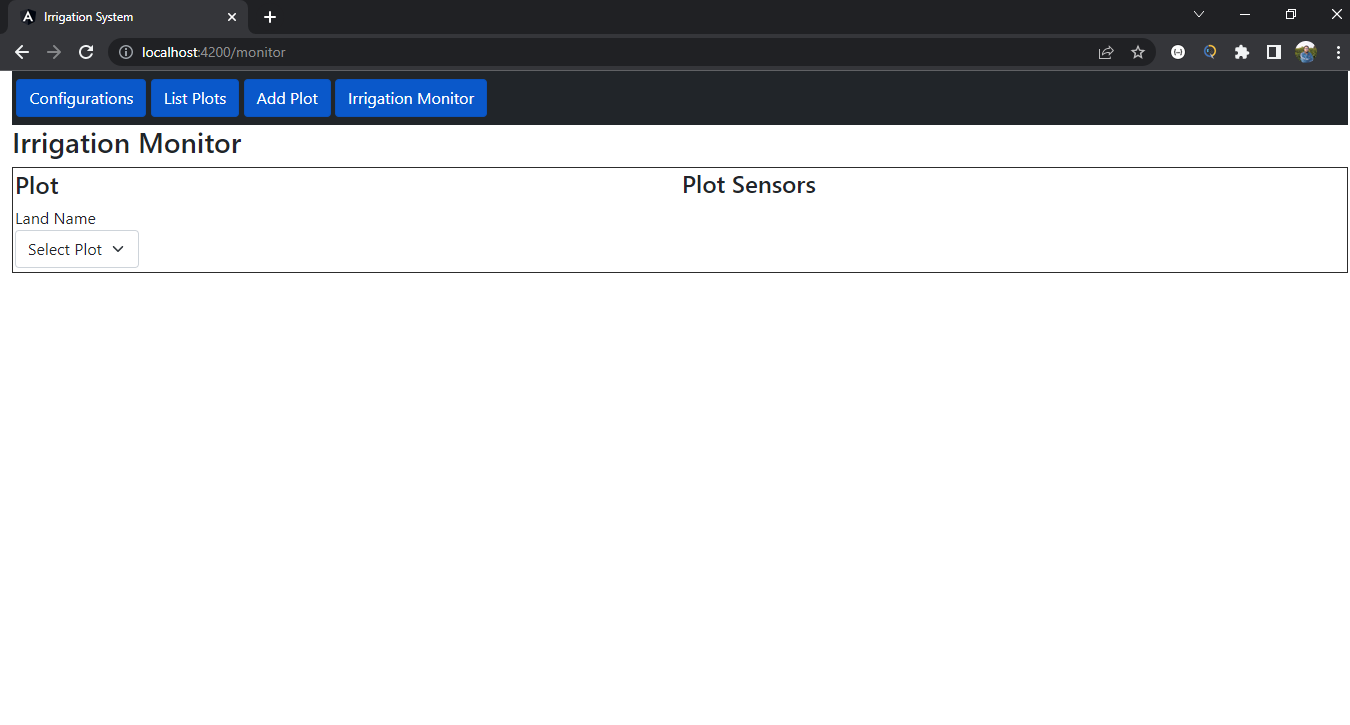 Irrigation System
localhost:4200/monitor
Configurations List Plots Add Plot Irrigation Monitor
Irrigation Monitor
Plot
Plot Sensors
Land Name
Select Plot